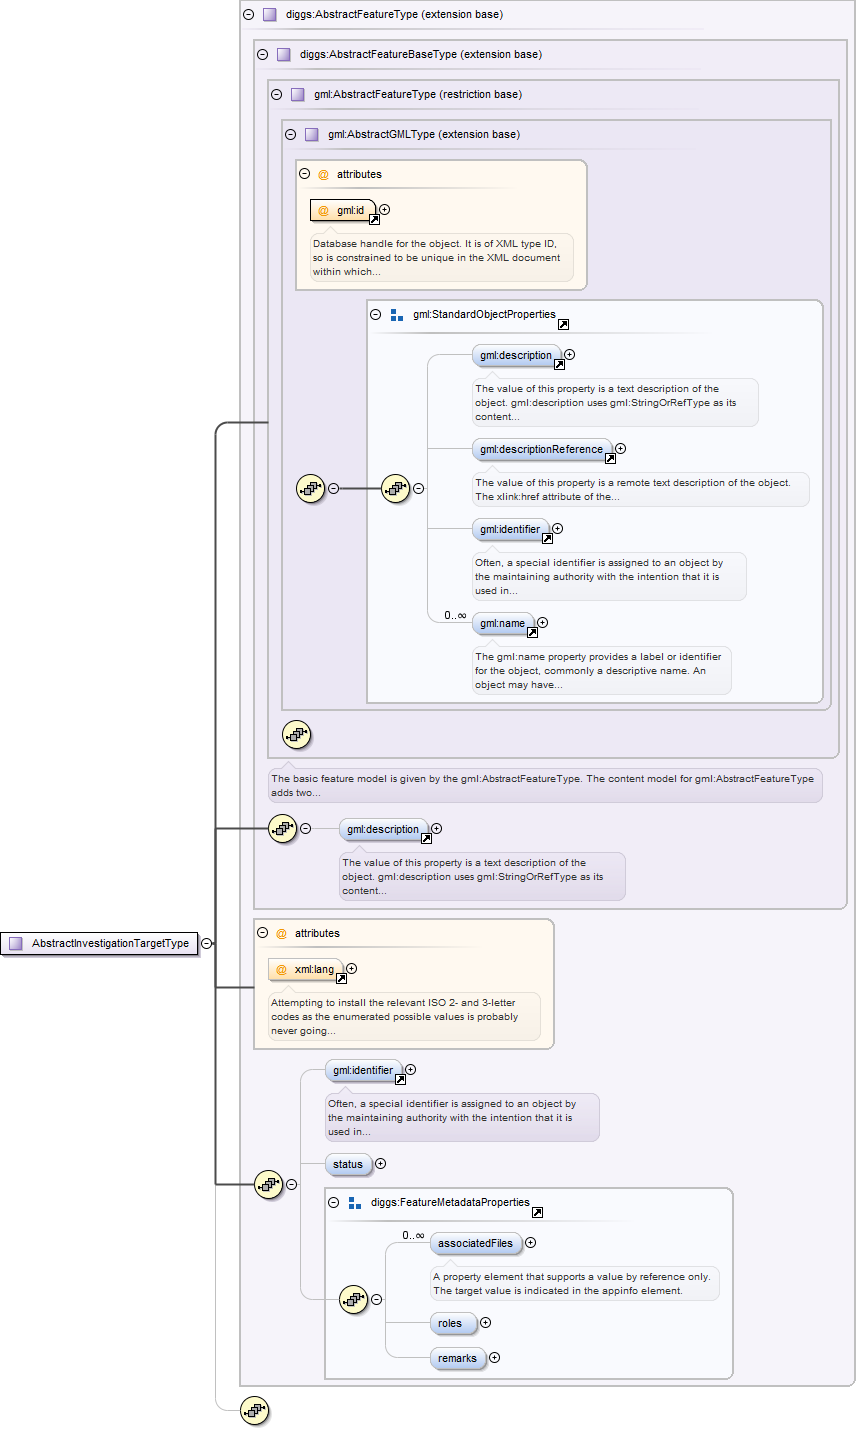 diggs:AbstractFeatureType (extension base)
diggs:AbstractFeatureBaseType (extension base)
gml:AbstractFeatureType (restriction base)
gml:AbstractGMLType (extension base)
@ attributes
@ gml:id
Database handle for the object. It is of XML type ID,
so is constrained to be unique in the XML document
within which...
gml:StandardObjectProperties
gml:description
The value of this property is a text description of the
object. gml:description uses gml:StringOrRefType as its
content...
gml:descriptionReference
The value of this property is a remote text description of the object.
The xlink:href attribute of the...
gml:identifier
Often, a special identifier is assigned to an object by
the maintaining authority with the intention that it is
used in...
0..∞
gml:name
The gml:name property provides a label or identifier
for the object, commonly a descriptive name. An
object may have...
The basic feature model is given by the gml:AbstractFeatureType. The content model for gml:AbstractFeatureType
adds two...
gml:description
The value of this property is a text description of the
object. gml:description uses gml:StringOrRefType as its
content...
AbstractInvestigationTargetType
@ attributes
@ xml:lang
Attempting to install the relevant ISO 2- and 3-letter
codes as the enumerated possible values is probably
never going...
gml:identifier
Often, a special identifier is assigned to an object by
the maintaining authority with the intention that it is
used in...
status
diggs:FeatureMetadataProperties
0..∞
associatedFiles
A property element that supports a value by reference only.
The target value is indicated in the appinfo element.
roles
remarks